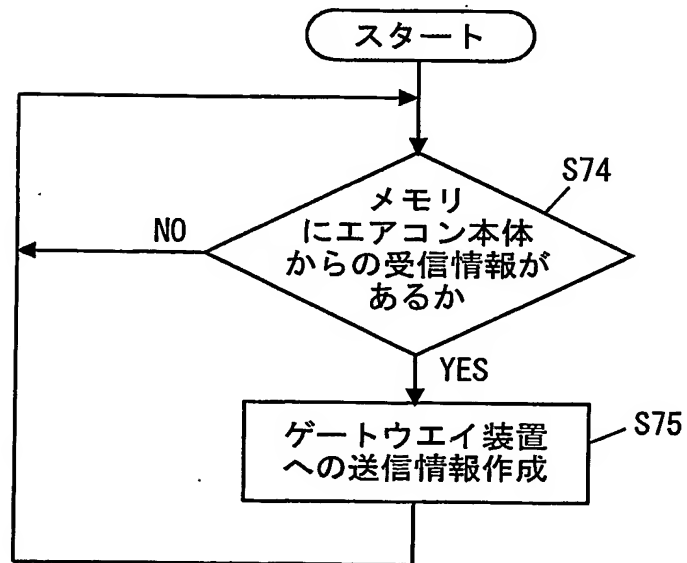 スタート
S74
メモリ
にエアコン本体
からの受信情報が
あるか
NO
YES
S75
ゲートウエイ装置
への送信情報作成